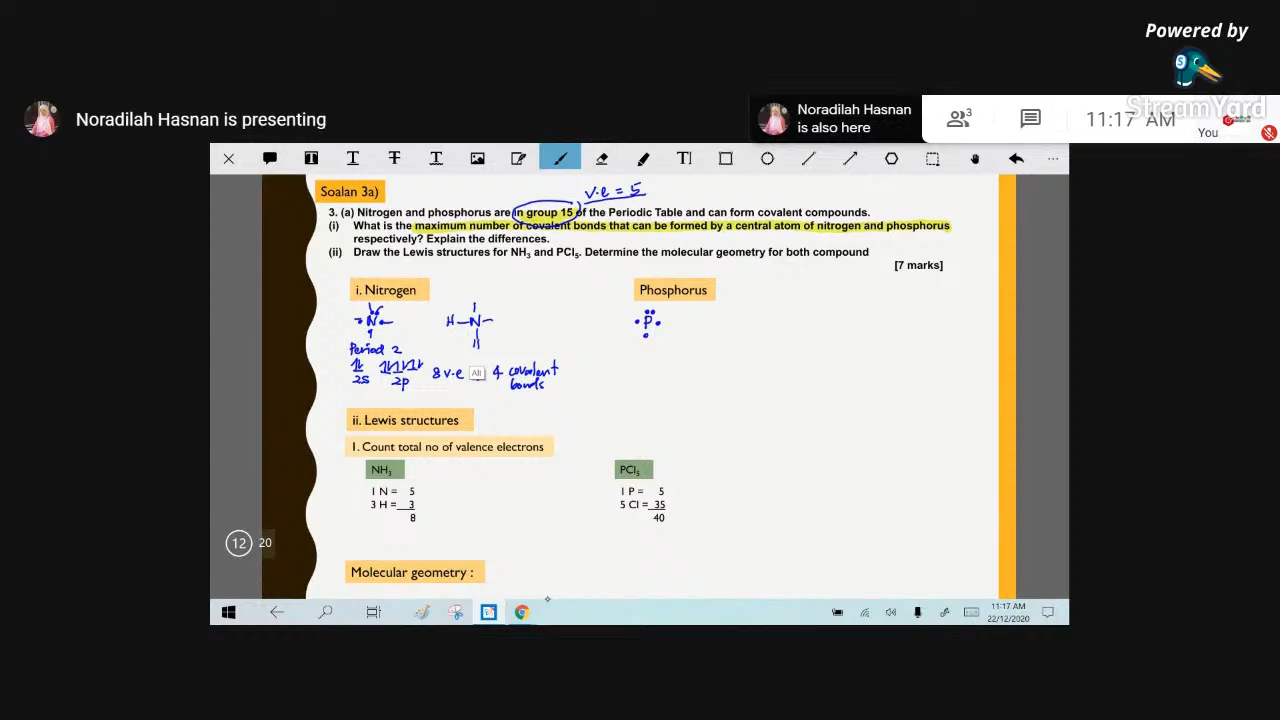 Powered by
StreamYard
Noradilah Hasnan is presenting
Noradilah Hasnan
is also here
3
11:17 AM
You
Soalan 3a)
v.e = 5
3. (a) Nitrogen and phosphorus are in group 15 of the Periodic Table and can form covalent compounds.
(i) What is the maximum number of covalent bonds that can be formed by a central atom of nitrogen and phosphorus
respectively? Explain the differences.
(ii) Draw the Lewis structures for NH3 and PCl5. Determine the molecular geometry for both compound
[7 marks]
i. Nitrogen
Phosphorus
N
H-N-
P
Period 2
2s 2p 8 v.e Alt 4 covalent
bonds
ii. Lewis structures
1. Count total no of valence electrons
NH3
1 N = 5
3 H = 3
8
PCl5
1 P = 5
5 Cl = 35
40
12 20
Molecular geometry :
11:17 AM
22/12/2020